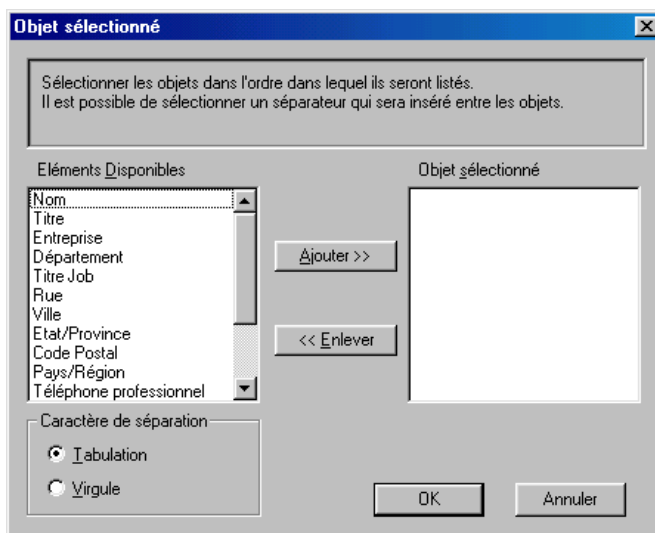 Objet sélectionné
Sélectionner les objets dans l'ordre dans lequel ils seront listés.
Il est possible de sélectionner un séparateur qui sera inséré entre les objets.
Eléments Disponibles
Objet sélectionné
Nom
Titre
Entreprise
Département
Titre Job
Rue
Ville
Etat/Province
Code Postal
Pays/Région
Téléphone professionnel
Ajouter >>
<< Enlever
Caractère de séparation
Tabulation
Virgule
OK
Annuler